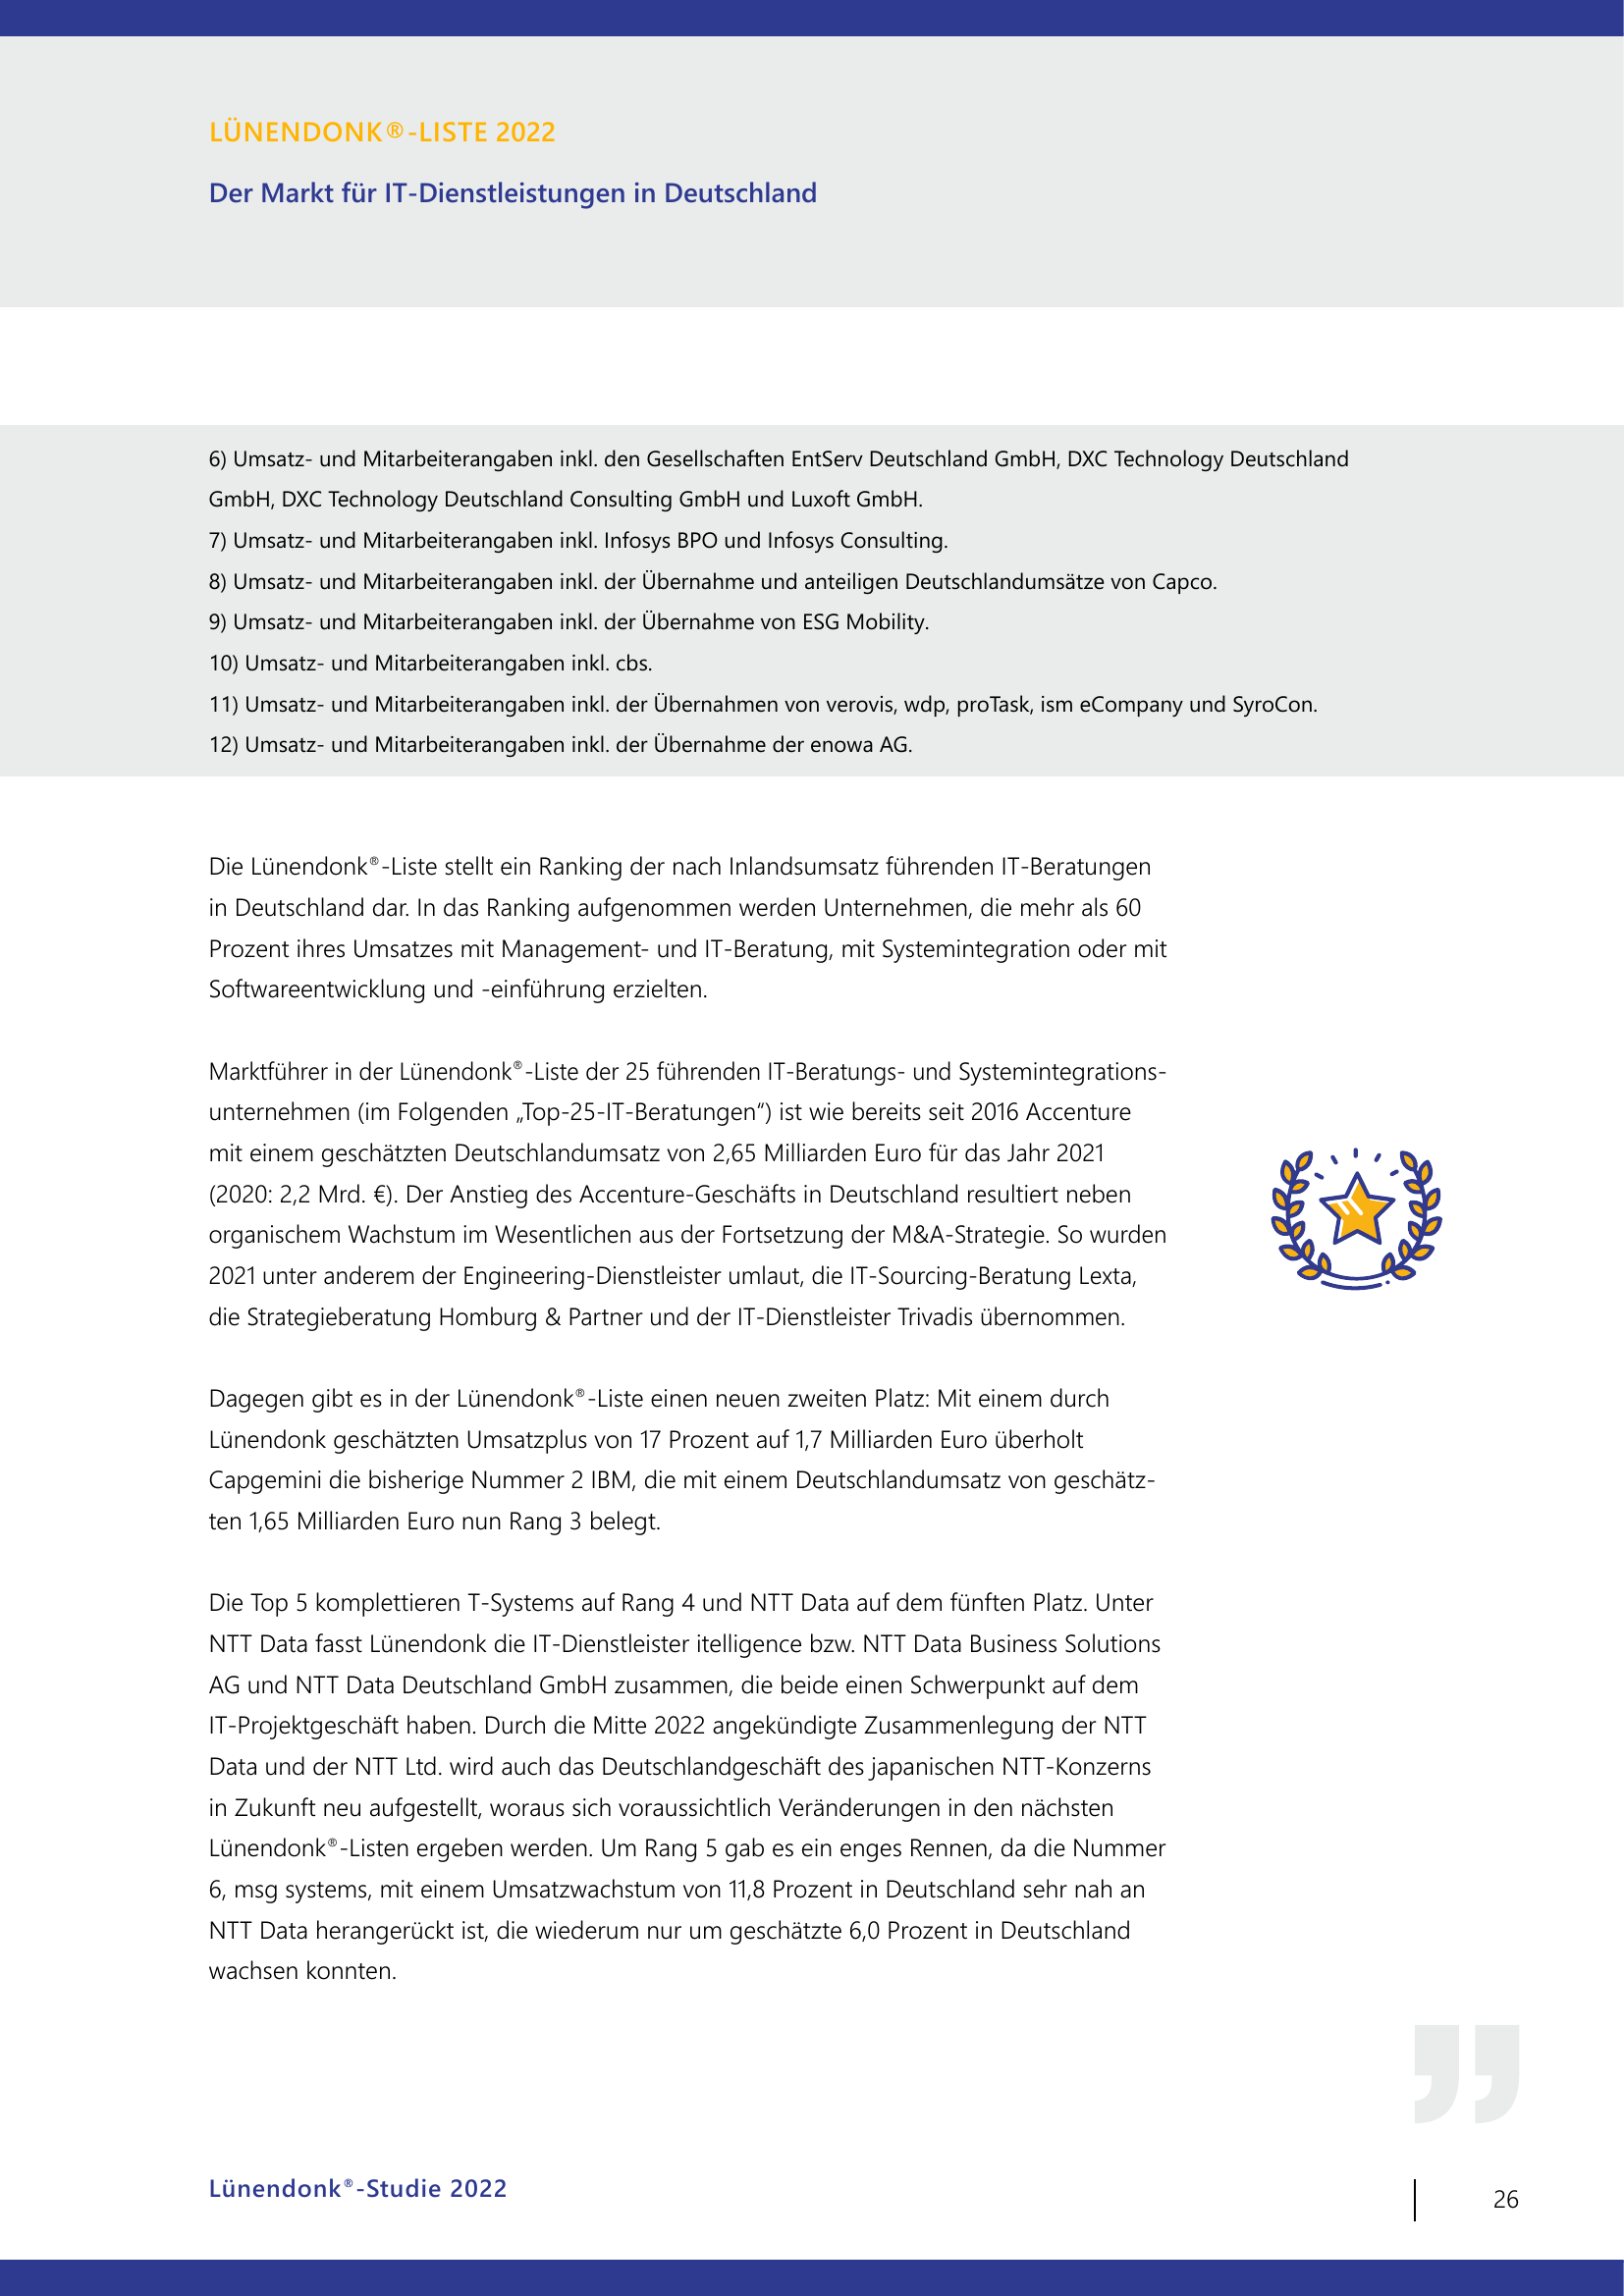 LÜNENDONK®-LISTE 2022
Der Markt für IT-Dienstleistungen in Deutschland
6) Umsatz- und Mitarbeiterangaben inkl. den Gesellschaften EntServ Deutschland GmbH, DXC Technology Deutschland
GmbH, DXC Technology Deutschland Consulting GmbH und Luxoft GmbH.
7) Umsatz- und Mitarbeiterangaben inkl. Infosys BPO und Infosys Consulting.
8) Umsatz- und Mitarbeiterangaben inkl. der Übernahme und anteiligen Deutschlandumsätze von Capco.
9) Umsatz- und Mitarbeiterangaben inkl. der Übernahme von ESG Mobility.
10) Umsatz- und Mitarbeiterangaben inkl. cbs.
11) Umsatz- und Mitarbeiterangaben inkl. der Übernahmen von verovis, wdp, proTask, ism eCompany und SyroCon.
12) Umsatz- und Mitarbeiterangaben inkl. der Übernahme der enowa AG.
Die Lünendonk®-Liste stellt ein Ranking der nach Inlandsumsatz führenden IT-Beratungen
in Deutschland dar. In das Ranking aufgenommen werden Unternehmen, die mehr als 60
Prozent ihres Umsatzes mit Management- und IT-Beratung, mit Systemintegration oder mit
Softwareentwicklung und -einführung erzielten.
Marktführer in der Lünendonk®-Liste der 25 führenden IT-Beratungs- und Systemintegrations-
unternehmen (im Folgenden „Top-25-IT-Beratungen“) ist wie bereits seit 2016 Accenture
mit einem geschätzten Deutschlandumsatz von 2,65 Milliarden Euro für das Jahr 2021
(2020: 2,2 Mrd. €). Der Anstieg des Accenture-Geschäfts in Deutschland resultiert neben
organischem Wachstum im Wesentlichen aus der Fortsetzung der M&A-Strategie. So wurden
2021 unter anderem der Engineering-Dienstleister umlaut, die IT-Sourcing-Beratung Lexta,
die Strategieberatung Homburg & Partner und der IT-Dienstleister Trivadis übernommen.
Dagegen gibt es in der Lünendonk®-Liste einen neuen zweiten Platz: Mit einem durch
Lünendonk geschätzten Umsatzplus von 17 Prozent auf 1,7 Milliarden Euro überholt
Capgemini die bisherige Nummer 2 IBM, die mit einem Deutschlandumsatz von geschätz-
ten 1,65 Milliarden Euro nun Rang 3 belegt.
Die Top 5 komplettieren T-Systems auf Rang 4 und NTT Data auf dem fünften Platz. Unter
NTT Data fasst Lünendonk die IT-Dienstleister itelligence bzw. NTT Data Business Solutions
AG und NTT Data Deutschland GmbH zusammen, die beide einen Schwerpunkt auf dem
IT-Projektgeschäft haben. Durch die Mitte 2022 angekündigte Zusammenlegung der NTT
Data und der NTT Ltd. wird auch das Deutschlandgeschäft des japanischen NTT-Konzerns
in Zukunft neu aufgestellt, woraus sich voraussichtlich Veränderungen in den nächsten
Lünendonk®-Listen ergeben werden. Um Rang 5 gab es ein enges Rennen, da die Nummer
6, msg systems, mit einem Umsatzwachstum von 11,8 Prozent in Deutschland sehr nah an
NTT Data herangerückt ist, die wiederum nur um geschätzte 6,0 Prozent in Deutschland
wachsen konnten.
Lünendonk®-Studie 2022
26